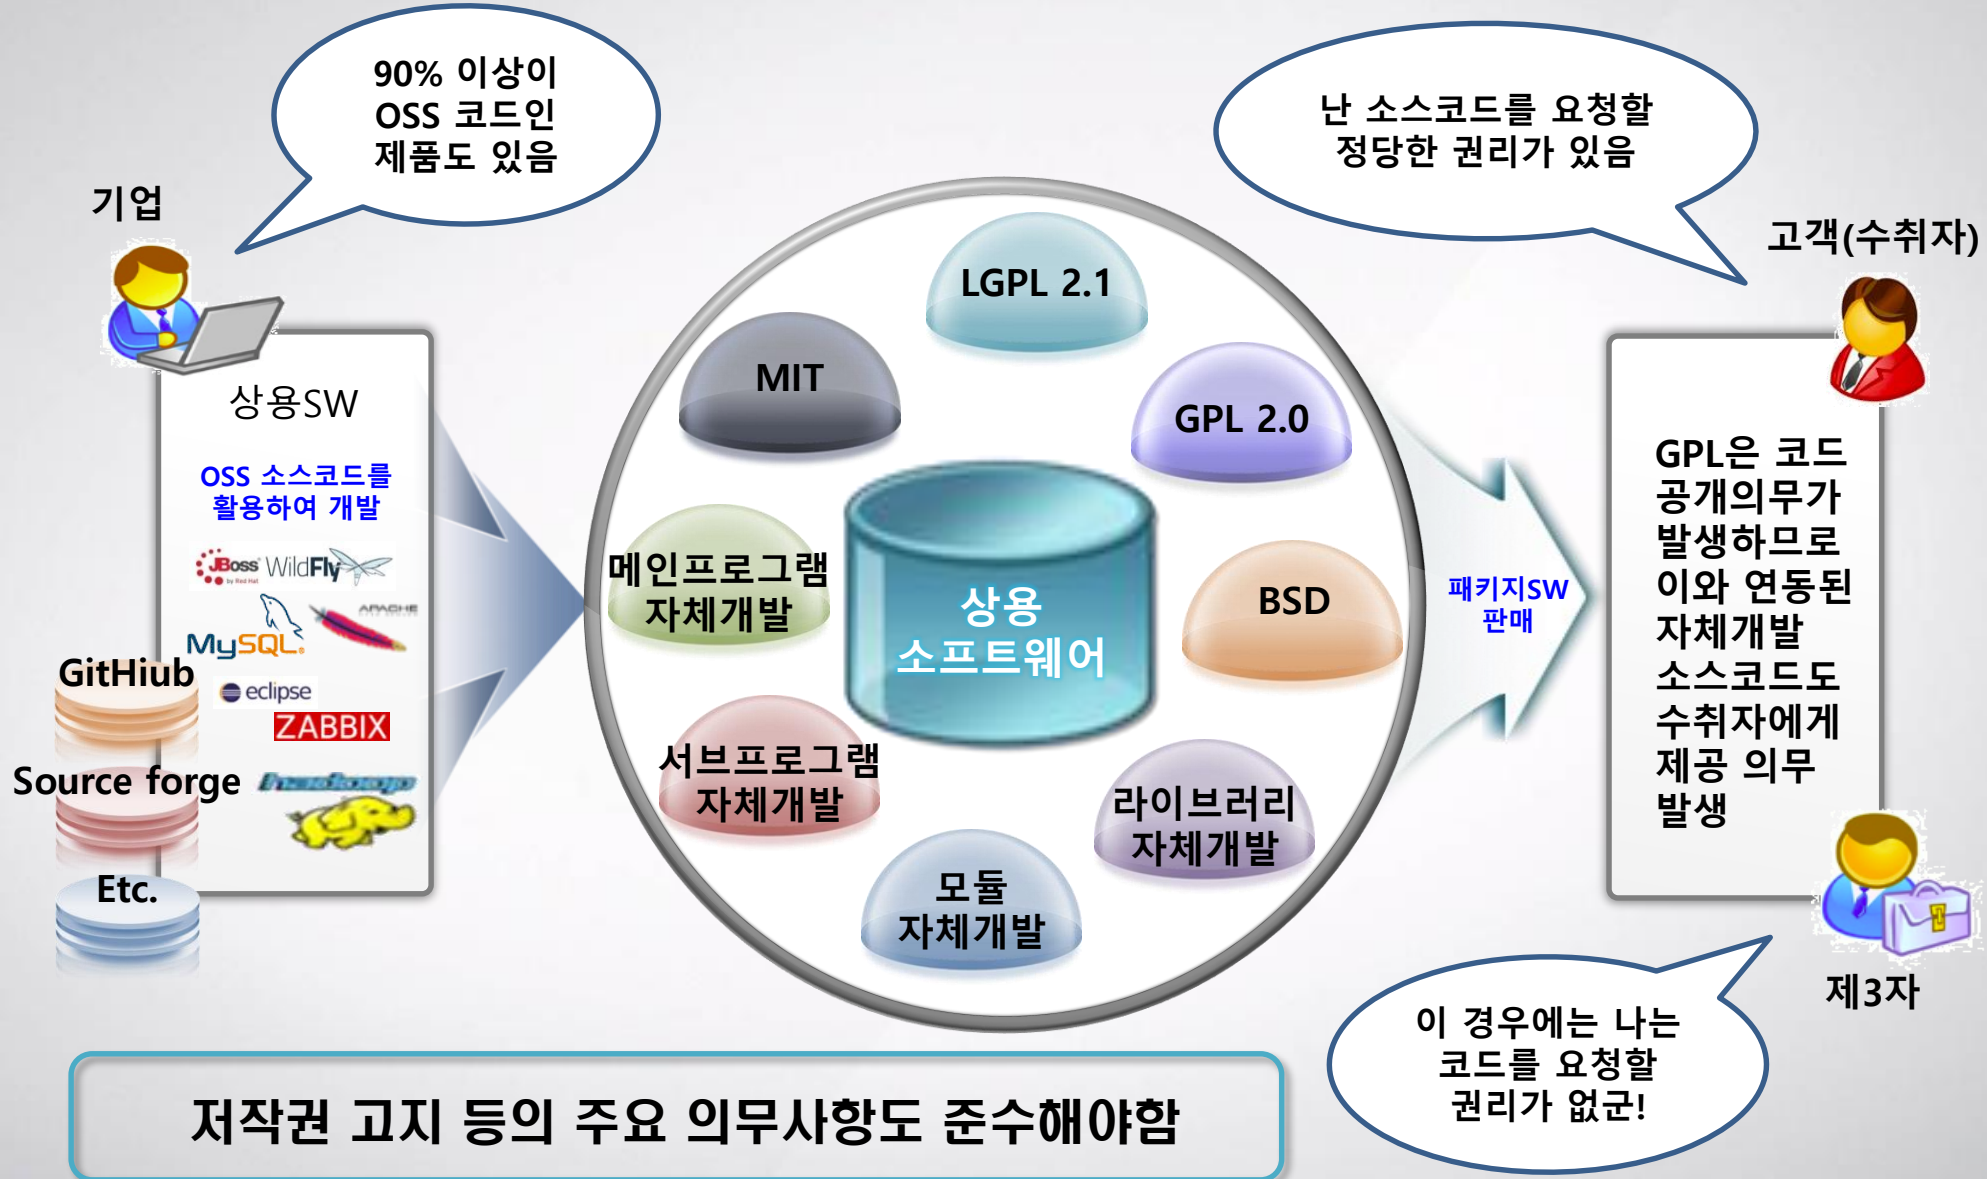 90% 이상이
OSS 코드인
제품도 있음
난 소스코드를 요청할
정당한 권리가 있음
기업
고객(수취자)
상용SW
OSS 소스코드를
활용하여 개발
JBoss WildFly
by Red Hat
APACHE
MySQL
eclipse
ZABBIX
hadoop
GitHiub
Source forge
Etc.
LGPL 2.1
MIT
GPL 2.0
메인프로그램
자체개발
상용
소프트웨어
BSD
서브프로그램
자체개발
라이브러리
자체개발
모듈
자체개발
패키지SW
판매
GPL은 코드
공개의무가
발생하므로
이와 연동된
자체개발
소스코드도
수취자에게
제공 의무
발생
제3자
이 경우에는 나는
코드를 요청할
권리가 없군!
저작권 고지 등의 주요 의무사항도 준수해야함